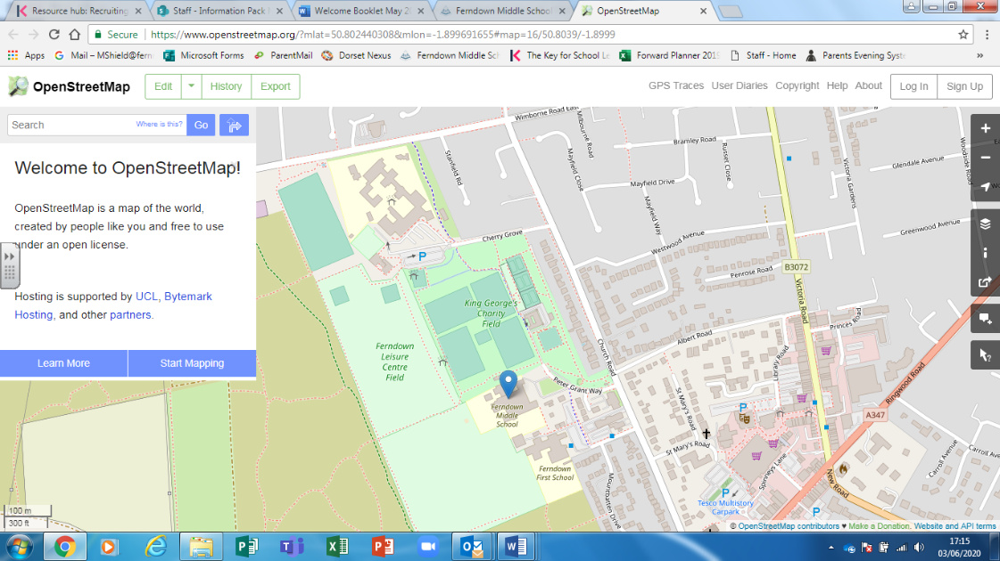 Resource hub: Recruiting
Staff - Information Pack
Welcome Booklet May 2
Ferndown Middle School
OpenStreetMap
Secure
https://www.openstreetmap.org/?mlat=50.8024403088&mlon=-1.899691655#map=16/50.8039/-1.8999
Apps
Mail – MShield@fern
Microsoft Forms
ParentMail
Dorset Nexus
Ferndown Middle Sch
The Key for School Le
Forward Planner 2019
Staff - Home
Parents Evening Syste
»
OpenStreetMap
Edit
History
Export
GPS Traces
User Diaries
Copyright
Help
About
Log In
Sign Up
Search
Where is this?
Go
Welcome to OpenStreetMap!
OpenStreetMap is a map of the world,
created by people like you and free to use
under an open license.
Hosting is supported by UCL, Bytemark
Hosting, and other partners.
Learn More
Start Mapping
Wimborne Road East
Milbourne Road
Bramley Road
Stanfield Rd
Mayfield Close
Russet Close
Mayfield Drive
Victoria Gardens
Glendale Avenue
Woodside Road
Mayfield Way
Cherry Grove
Westwood Avenue
Greenwood Avenue
P
Penrose Road
B3072
Victoria Road
King George's
Charity
Field
Princes Road
Albert Road
Ferndown
Leisure
Centre
Field
Church Road
Library Road
Ringwood Road
Peter Grant Way
St Mary's Road
Ferndown
Middle
School
P
A347
St Mary's Road
Carroll Avenue
Carroll Ave
Ferndown
First School
Spinneys Lane
Mountbatten Drive
New Road
P
Tesco Multistory
Carpark
P
100 m
300 ft
© OpenStreetMap contributors ♥ Make a Donation. Website and API terms
17:15
03/06/2020